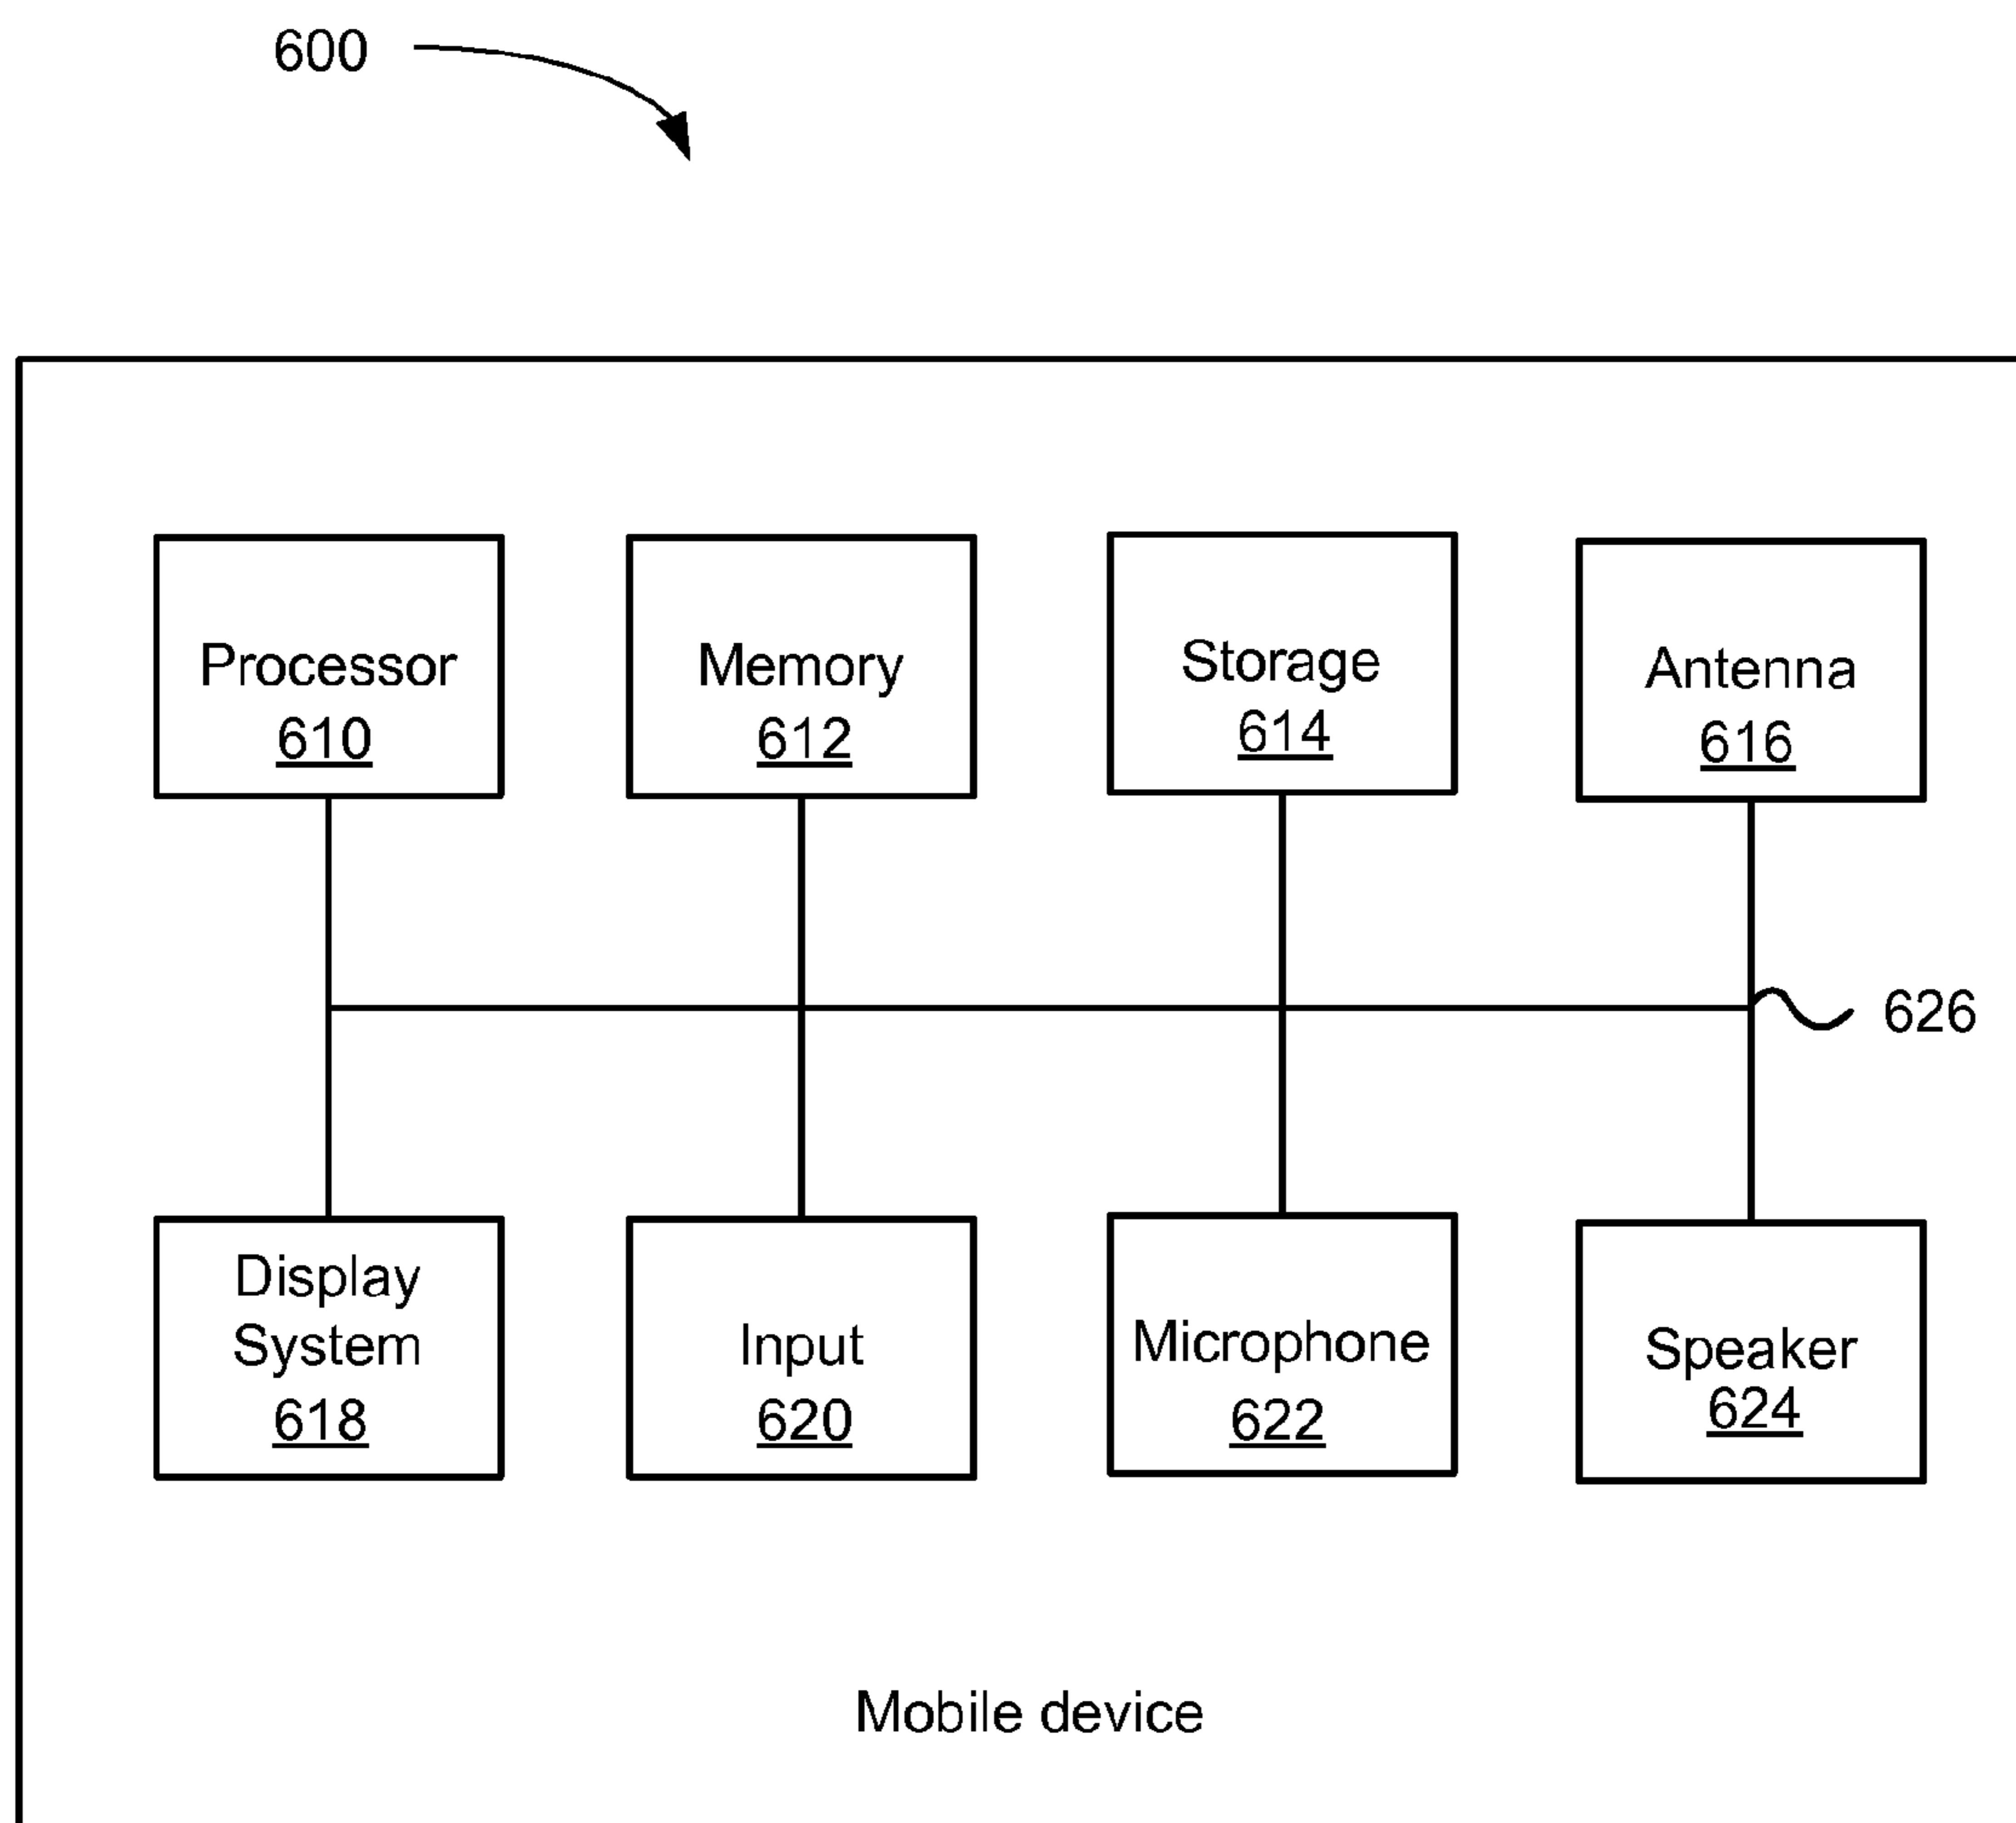 600
Processor
610
Memory
612
Storage
614
Antenna
616
626
Display
System
618
Input
620
Microphone
622
Speaker
624
Mobile device